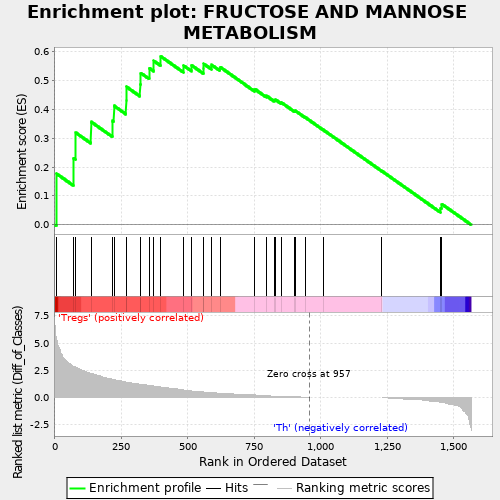 Enrichment plot: FRUCTOSE AND MANNOSE
METABOLISM
Enrichment score (ES)
0.6
0.5
0.4
0.3
0.2
0.1
0.0
'Tregs' (positively correlated)
Ranked list metric (Diff_of_Classes)
7.5
5.0
2.5
0.0
-2.5
Zero cross at 957
'Th' (negatively correlated)
0 250 500 750 1,000 1,250 1,500
Rank in Ordered Dataset
Enrichment profile Hits Ranking metric scores